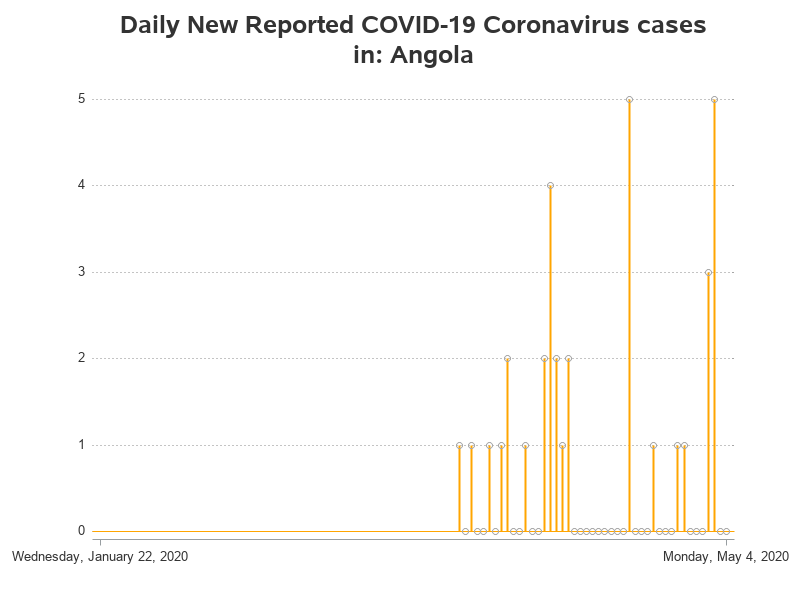 Daily New Reported COVID-19 Coronavirus cases
in: Angola
5
4
3
2
1
0
Wednesday, January 22, 2020
Monday, May 4, 2020